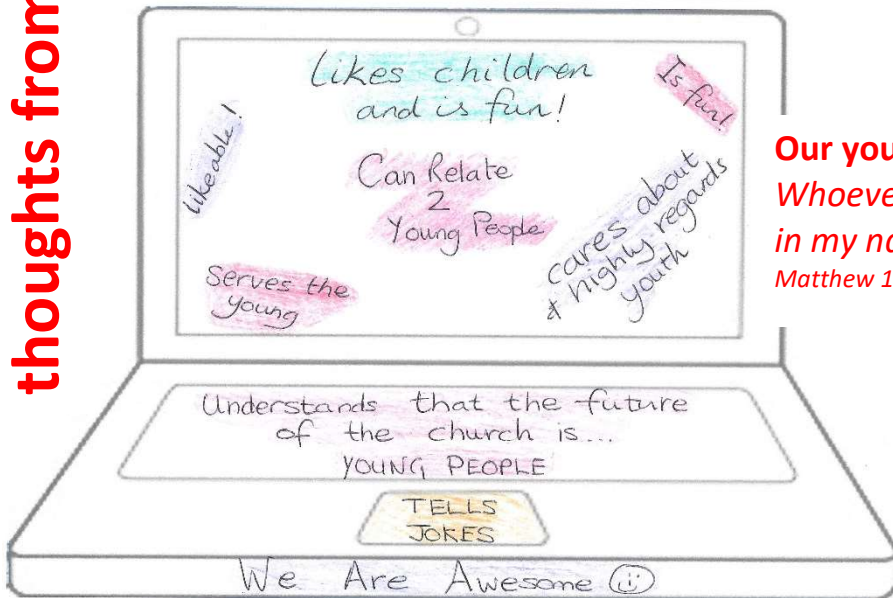 thoughts from
Likes children
and is fun!
Is fun!
likeable!
Can Relate
2
Young People
cares about
& highly regards
youth
Serves the
Young
Our you
Whoeve
in my na
Matthew 1
Understands that the future
of the church is...
YOUNG PEOPLE
TELLS
JOKES
We Are Awesome